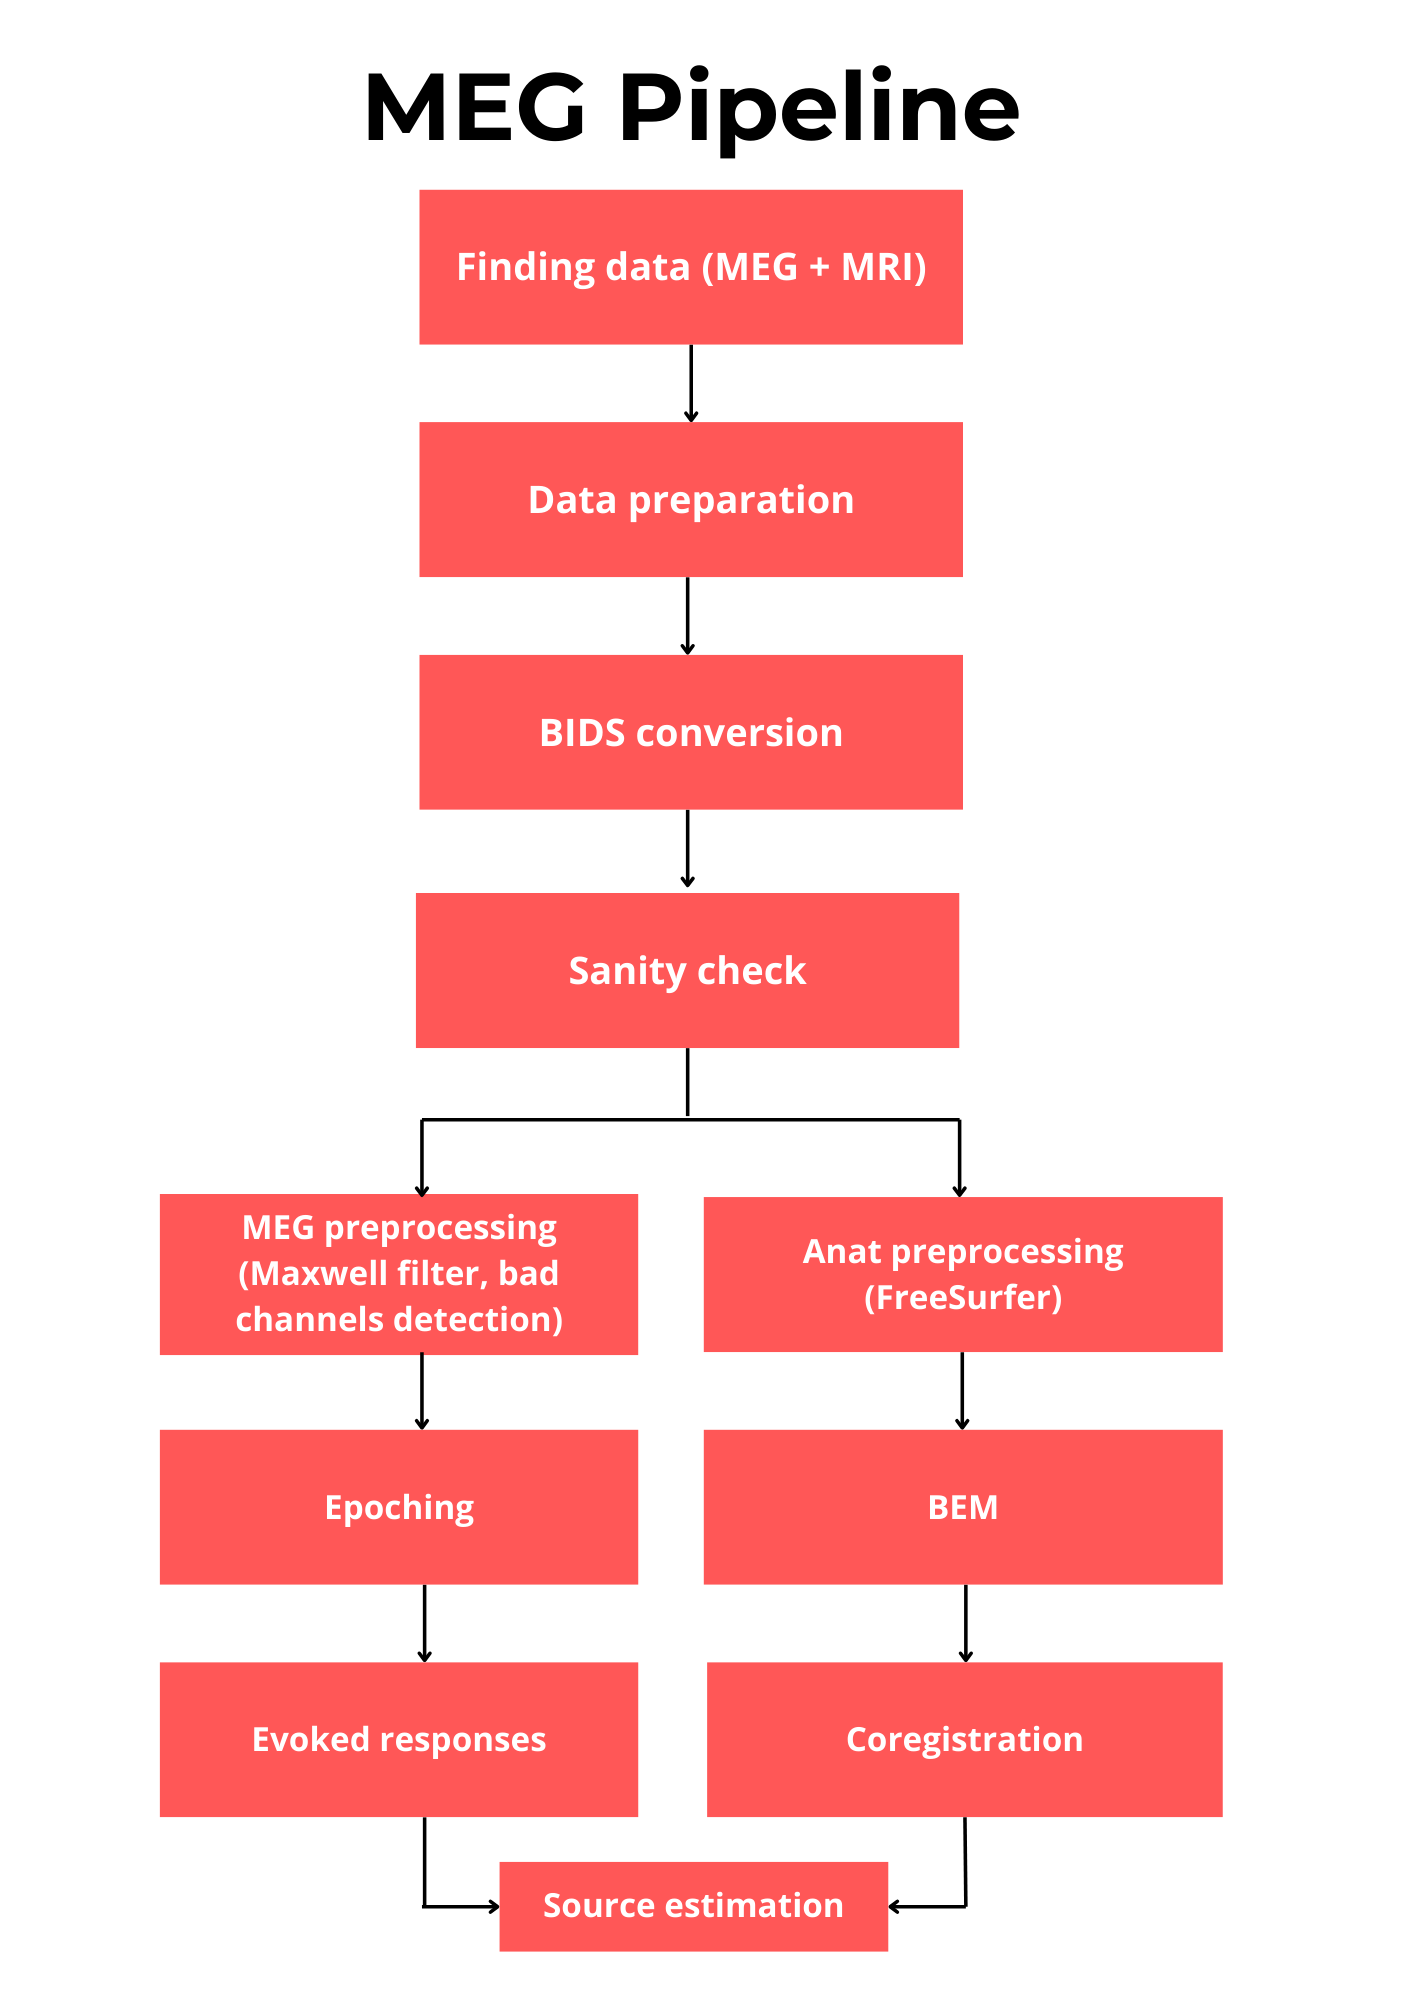 MEG Pipeline
Finding data (MEG + MRI)
Data preparation
BIDS conversion
Sanity check
MEG preprocessing
(Maxwell filter, bad
channels detection)
Anat preprocessing
(FreeSurfer)
Epoching
BEM
Evoked responses
Coregistration
Source estimation